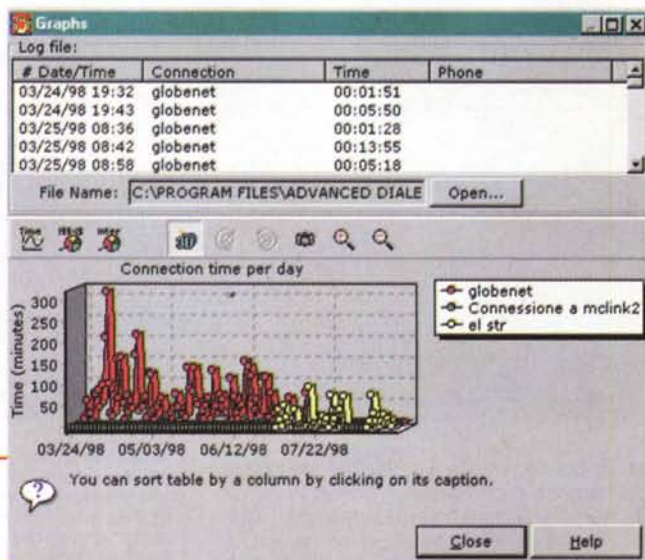 Graphs
Log file:
# Date/Time Connection Time Phone
03/24/98 19:32 globenet 00:01:51
03/24/98 19:43 globenet 00:05:50
03/25/98 08:36 globenet 00:01:28
03/25/98 08:42 globenet 00:13:55
03/25/98 08:58 globenet 00:05:18
File Name: C:\PROGRAM FILES\ADVANCED DIALE Open...
Time
3D
Connection time per day
Time (minutes)
300
250
200
150
100
50
03/24/98 05/03/98 06/12/98 07/22/98
globenet
Connessione a mclink2
el str
You can sort table by a column by clicking on its caption.
Close Help